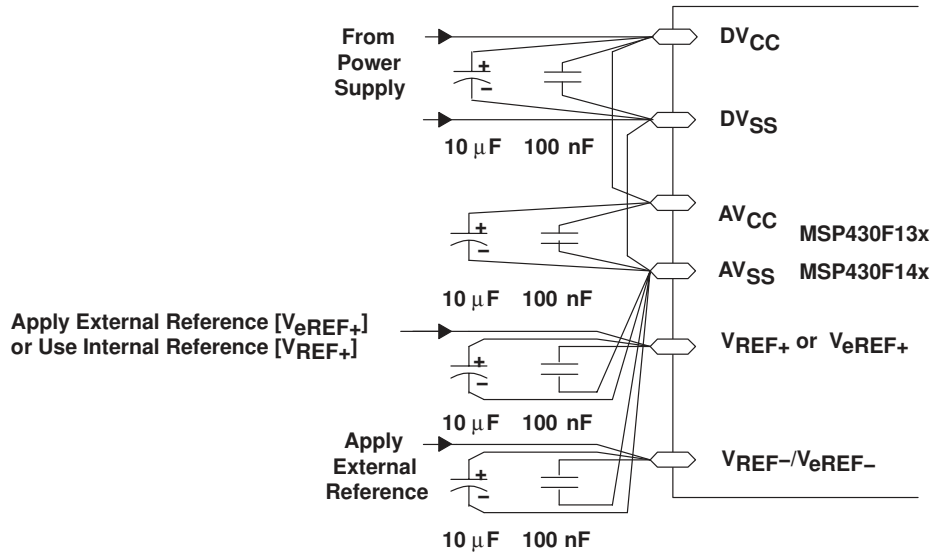 From
Power
Supply
DVCC
+
−
DVSS
10 μF 100 nF
AVCC
MSP430F13x
+
−
AVSS MSP430F14x
10 μF 100 nF
Apply External Reference [VeREF+]
or Use Internal Reference [VREF+]
VREF+ or VeREF+
+
−
10 μF 100 nF
Apply
External
Reference
VREF−/VeREF−
+
−
10 μF 100 nF